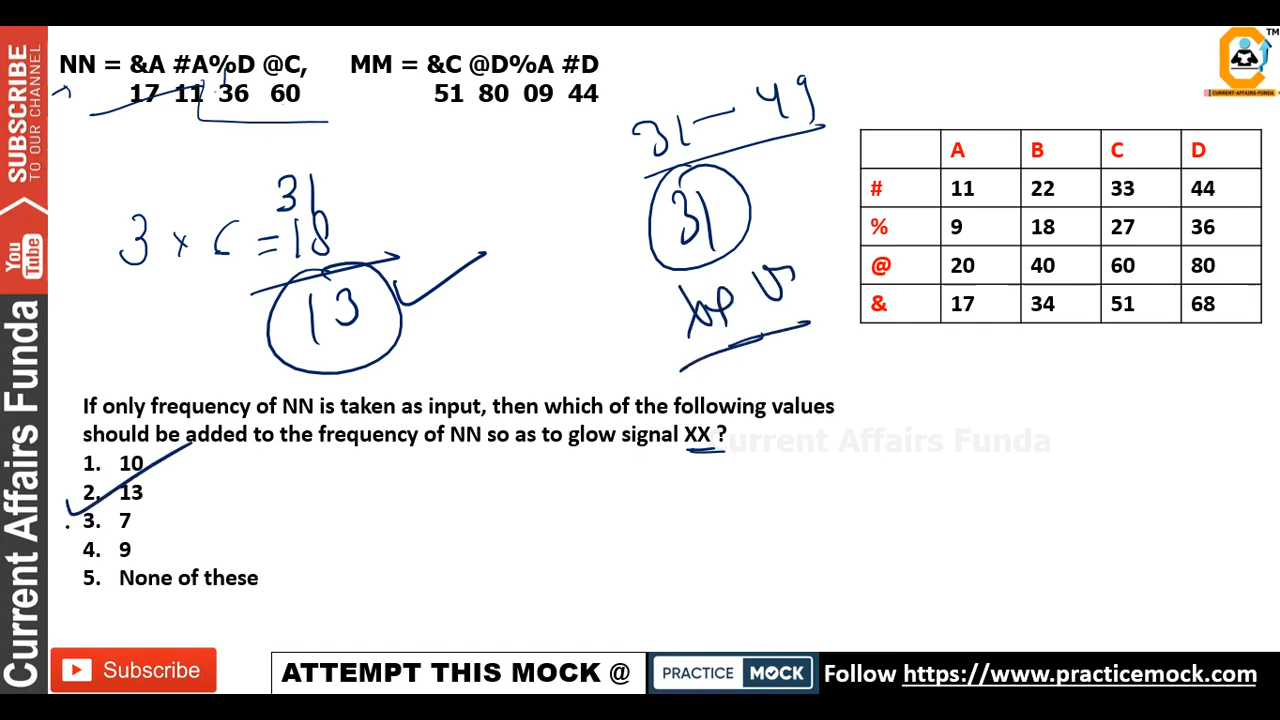 SUBSCRIBE
TO OUR CHANNEL
You
Tube
Current Affairs Funda
NN = &A #A%D @C, MM = &C @D%A #D
17 11 36 60 51 80 09 44
31 – 49
31
31
3 × 6 = 18
13
CURRENT-AFFAIRS-FUNDA
TM
A B C D
# 11 22 33 44
% 9 18 27 36
@ 20 40 60 80
& 17 34 51 68
If only frequency of NN is taken as input, then which of the following values
should be added to the frequency of NN so as to glow signal XX ?
Current Affairs Funda
1. 10
2. 13
3. 7
4. 9
5. None of these
Subscribe
ATTEMPT THIS MOCK @
PRACTICE MOCK
Follow https://www.practicemock.com